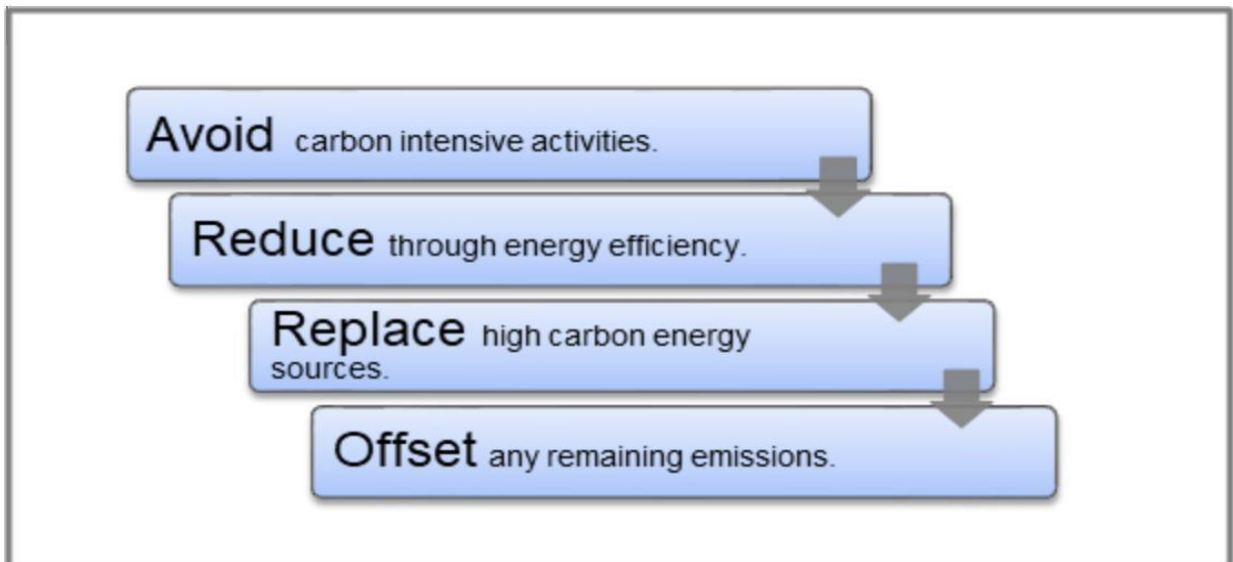 Avoid carbon intensive activities.
Reduce through energy efficiency.
Replace high carbon energy
sources.
Offset any remaining emissions.